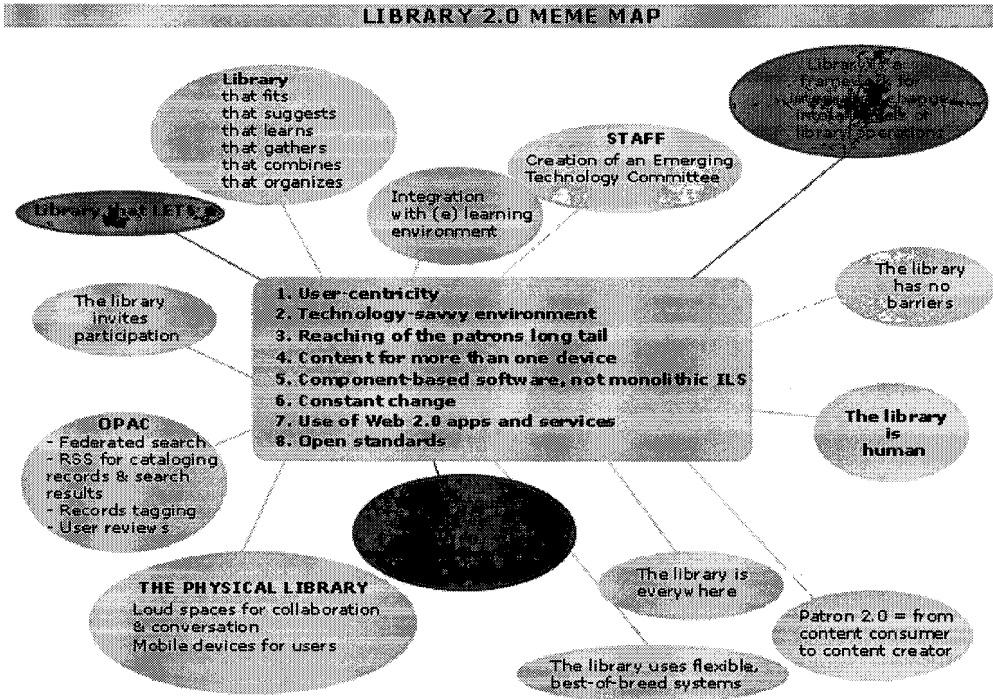 LIBRARY 2.0 MEME MAP
Library
that fits
that suggests
that learns
that gathers
that combines
that organizes
STAFF
Creation of an Emerging
Technology Committee
Library a
framework for
change
into
library operations
Library that LETS
Integration
with (e) learning
environment
The library
has no
barriers
The library
invites
participation
1. User-centricity
2. Technology-savvy environment
3. Reaching of the patrons long tail
4. Content for more than one device
5. Component-based software, not monolithic ILS
6. Constant change
7. Use of Web 2.0 apps and services
8. Open standards
The library
is
human
OPAC
- Federated search
- RSS for cataloging
records & search
results
- Records tagging
- User reviews
THE PHYSICAL LIBRARY
Loud spaces for collaboration
& conversation
Mobile devices for users
The library is
everywhere
Patron 2.0 = from
content consumer
to content creator
The library uses flexible,
best-of-breed systems